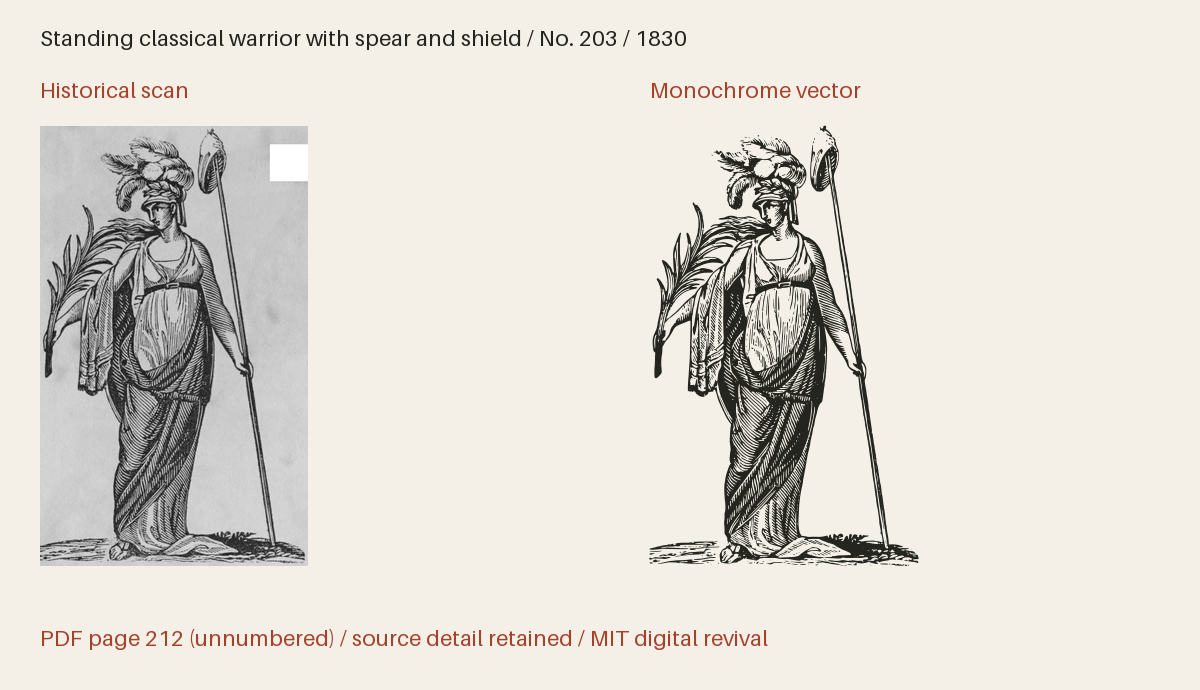 Standing classical warrior with spear and shield / No. 203 / 1830
Historical scan
Monochrome vector
PDF page 212 (unnumbered) / source detail retained / MIT digital revival